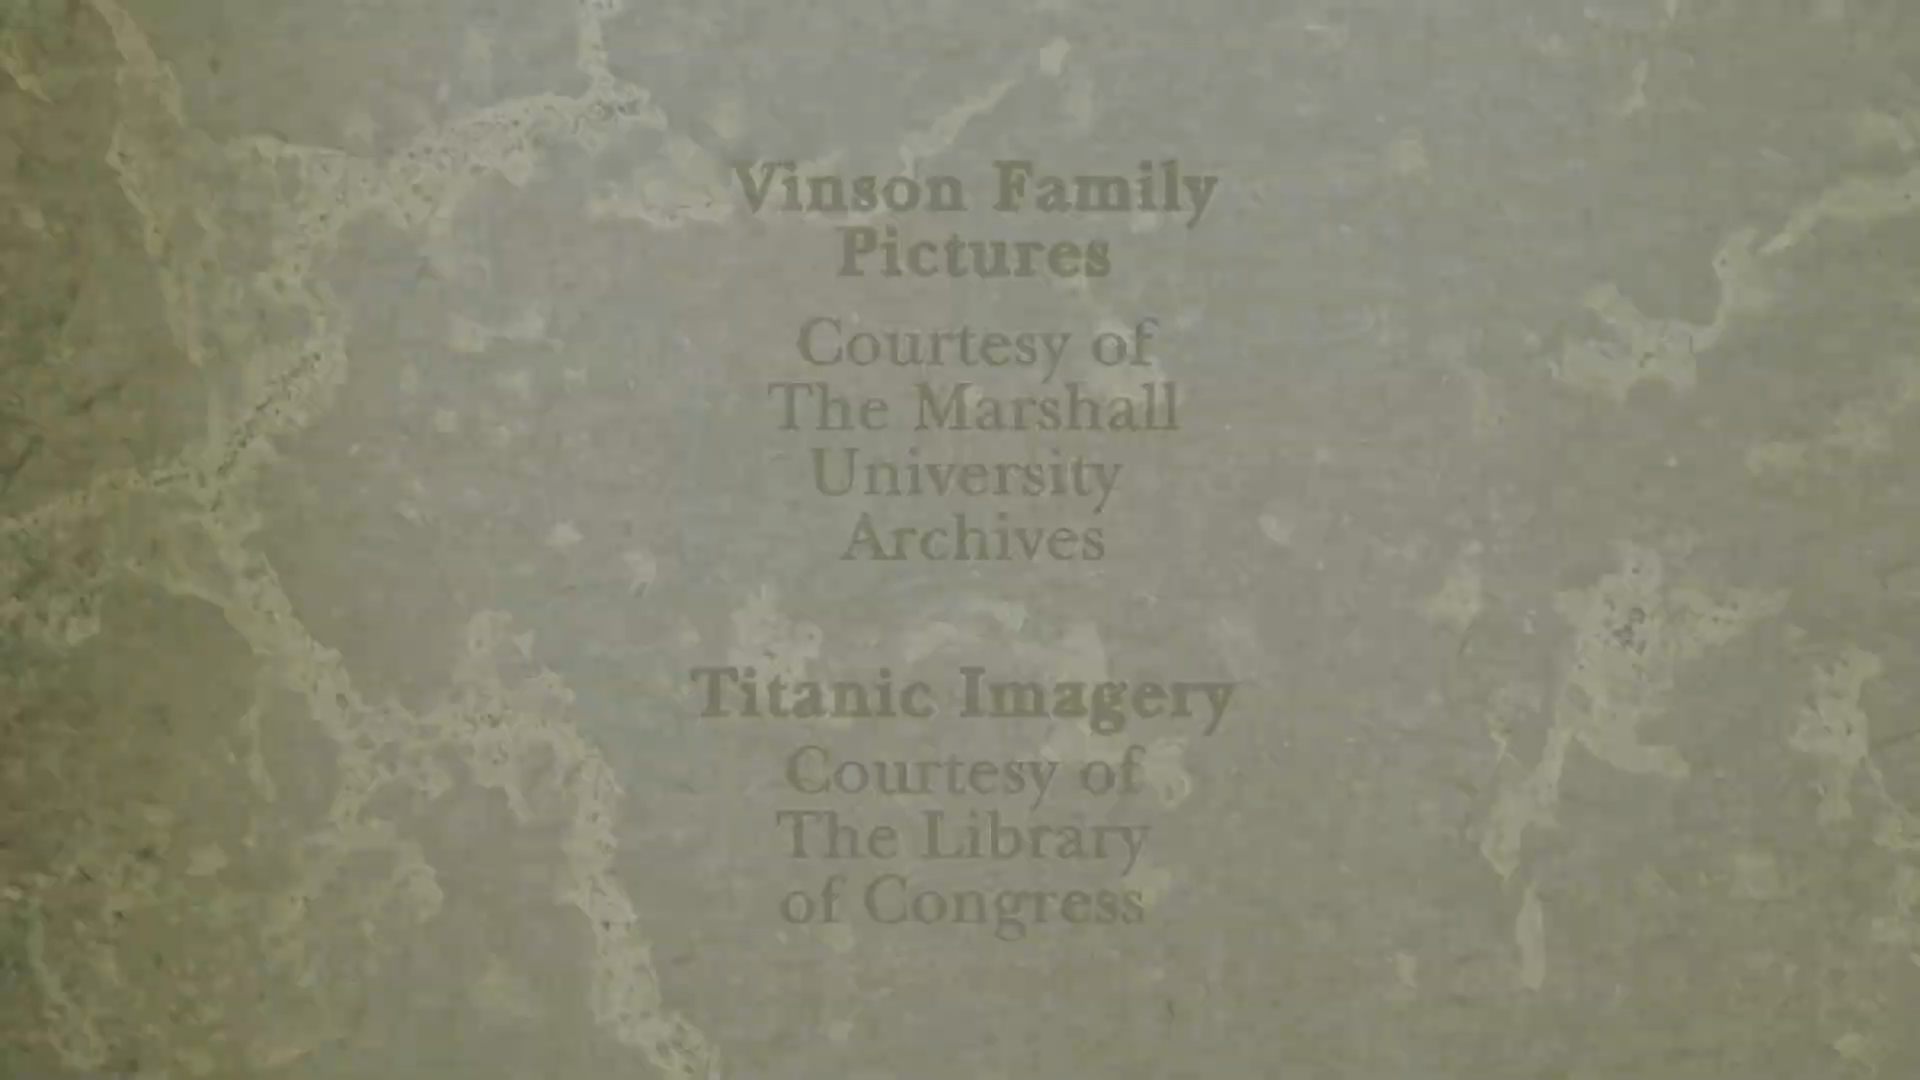 Vinson Family
Pictures
Courtesy of
The Marshall
University
Archives
Titanic Imagery
Courtesy of
The Library
of Congress